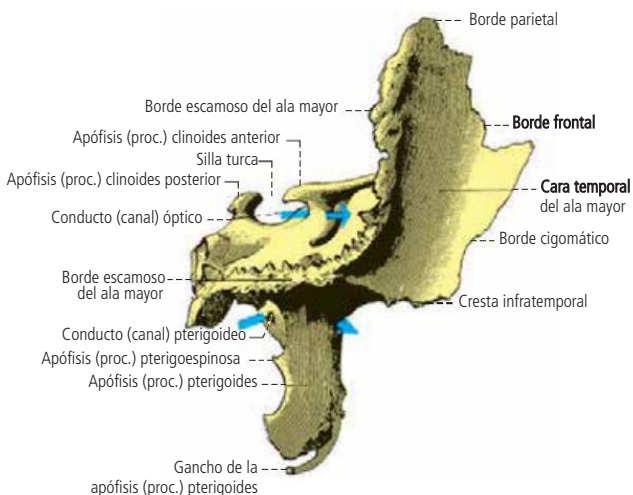 Borde parietal
Borde escamoso del ala mayor
Borde frontal
Apófisis (proc.) clinoides anterior
Silla turca
Apófisis (proc.) clinoides posterior
Cara temporal
del ala mayor
Conducto (canal) óptico
Borde cigomático
Borde escamoso
del ala mayor
Cresta infratemporal
Conducto (canal) pterigoideo
Apófisis (proc.) pterigoespinosa
Apófisis (proc.) pterigoides
Gancho de la
apófisis (proc.) pterigoides